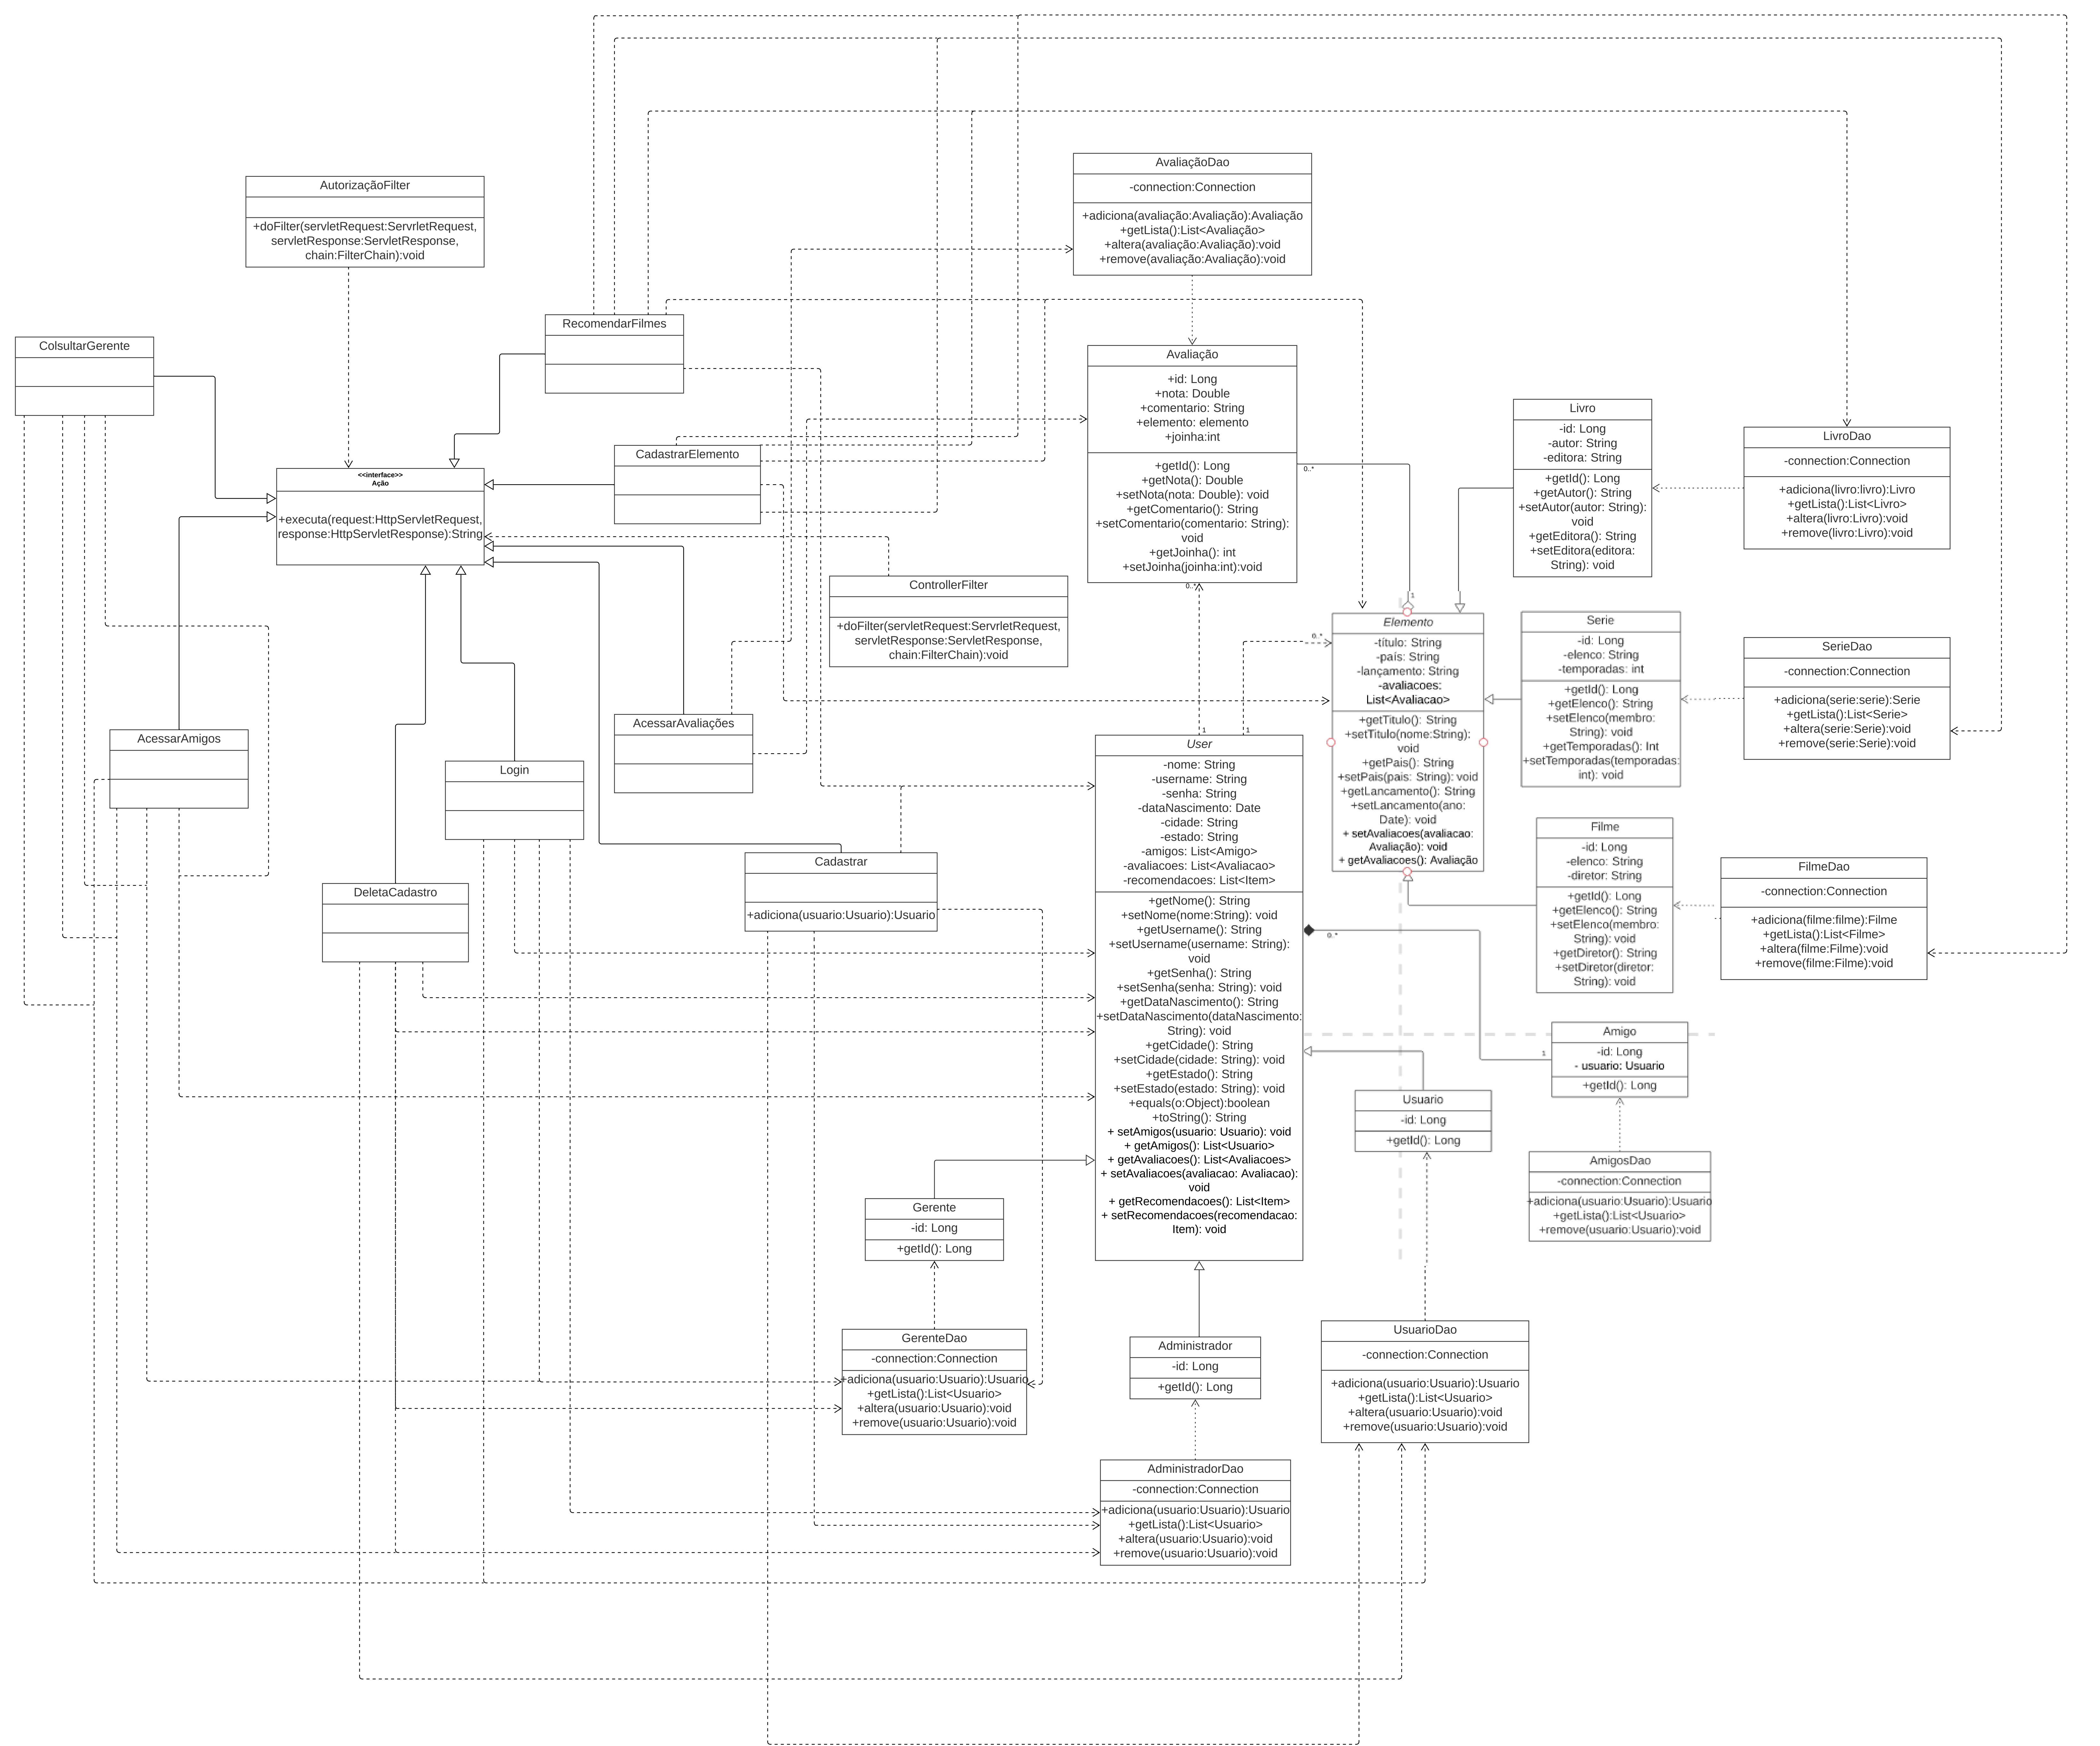 AvaliaçãoDao
-connection:Connection
+adiciona(avaliação:Avaliação):Avaliação
+getLista():List<Avaliação>
+altera(avaliação:Avaliação):void
+remove(avaliação:Avaliação):void
AutorizaçãoFilter
+doFilter(servletRequest:ServrletRequest,
servletResponse:ServletResponse,
chain:FilterChain):void
RecomendarFilmes
ColsultarGerente
Avaliação
+id: Long
+nota: Double
+comentario: String
+elemento: elemento
+joinha:int
+getId(): Long
+getNota(): Double
+setNota(nota: Double): void
+getComentario(): String
+setComentario(comentario: String):
void
+getJoinha(): int
+setJoinha(joinha:int):void
0..*
0..*
Livro
-id: Long
-autor: String
-editora: String
+getId(): Long
+getAutor(): String
+setAutor(autor: String):
void
+getEditora(): String
+setEditora(editora:
String): void
LivroDao
-connection:Connection
+adiciona(livro:livro):Livro
+getLista():List<Livro>
+altera(livro:Livro):void
+remove(livro:Livro):void
CadastrarElemento
<<interface>>
Ação
+executa(request:HttpServletRequest,
response:HttpServletResponse):String
ControllerFilter
+doFilter(servletRequest:ServrletRequest,
servletResponse:ServletResponse,
chain:FilterChain):void
1
Elemento
-título: String
-país: String
-lançamento: String
-avaliacoes:
List<Avaliacao>
+getTitulo(): String
+setTitulo(nome:String):
void
+getPais(): String
+setPais(pais: String): void
+getLancamento(): String
+setLancamento(ano:
Date): void
+ setAvaliacoes(avaliacao:
Avaliação): void
+ getAvaliacoes(): Avaliação
0..*
Serie
-id: Long
-elenco: String
-temporadas: int
+getId(): Long
+getElenco(): String
+setElenco(membro:
String): void
+getTemporadas(): Int
+setTemporadas(temporadas:
int): void
SerieDao
-connection:Connection
+adiciona(serie:serie):Serie
+getLista():List<Serie>
+altera(serie:Serie):void
+remove(serie:Serie):void
AcessarAvaliações
AcessarAmigos
Login
1
1
User
-nome: String
-username: String
-senha: String
-dataNascimento: Date
-cidade: String
-estado: String
-amigos: List<Amigo>
-avaliacoes: List<Avaliacao>
-recomendacoes: List<Item>
+getNome(): String
+setNome(nome:String): void
+getUsername(): String
+setUsername(username: String):
void
+getSenha(): String
+setSenha(senha: String): void
+getDataNascimento(): String
+setDataNascimento(dataNascimento:
String): void
+getCidade(): String
+setCidade(cidade: String): void
+getEstado(): String
+setEstado(estado: String): void
+equals(o:Object):boolean
+toString(): String
+ setAmigos(usuario: Usuario): void
+ getAmigos(): List<Usuario>
+ getAvaliacoes(): List<Avaliacoes>
+ setAvaliacoes(avaliacao: Avaliacao):
void
+ getRecomendacoes(): List<Item>
+ setRecomendacoes(recomendacao:
Item): void
Filme
-id: Long
-elenco: String
-diretor: String
+getId(): Long
+getElenco(): String
+setElenco(membro:
String): void
+getDiretor(): String
+setDiretor(diretor:
String): void
FilmeDao
-connection:Connection
+adiciona(filme:filme):Filme
+getLista():List<Filme>
+altera(filme:Filme):void
+remove(filme:Filme):void
Cadastrar
+adiciona(usuario:Usuario):Usuario
DeletaCadastro
0..*
1
Amigo
-id: Long
- usuario: Usuario
+getId(): Long
Usuario
-id: Long
+getId(): Long
AmigosDao
-connection:Connection
+adiciona(usuario:Usuario):Usuario
+getLista():List<Usuario>
+remove(usuario:Usuario):void
Gerente
-id: Long
+getId(): Long
GerenteDao
-connection:Connection
+adiciona(usuario:Usuario):Usuario
+getLista():List<Usuario>
+altera(usuario:Usuario):void
+remove(usuario:Usuario):void
Administrador
-id: Long
+getId(): Long
UsuarioDao
-connection:Connection
+adiciona(usuario:Usuario):Usuario
+getLista():List<Usuario>
+altera(usuario:Usuario):void
+remove(usuario:Usuario):void
AdministradorDao
-connection:Connection
+adiciona(usuario:Usuario):Usuario
+getLista():List<Usuario>
+altera(usuario:Usuario):void
+remove(usuario:Usuario):void